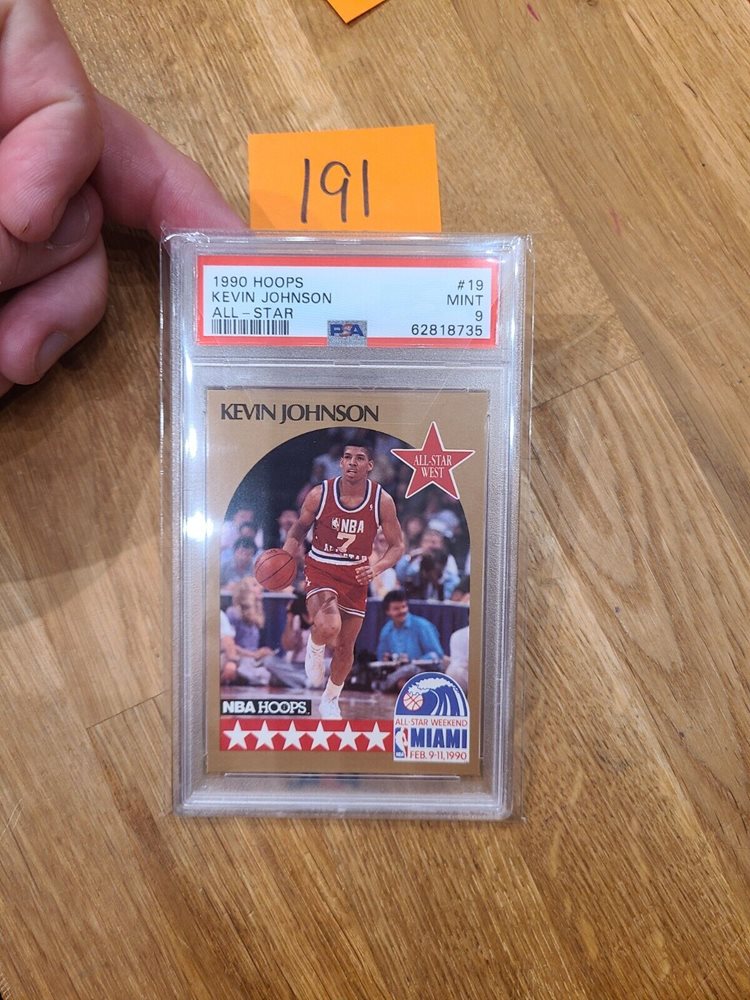 191
1990 HOOPS #19
KEVIN JOHNSON MINT
ALL-STAR 9
PSA 62818735
KEVIN JOHNSON
ALL-STAR
WEST
NBA
7
NBA HOOPS
ALL-STAR WEEKEND
MIAMI
NBA
FEB. 9-11, 1990